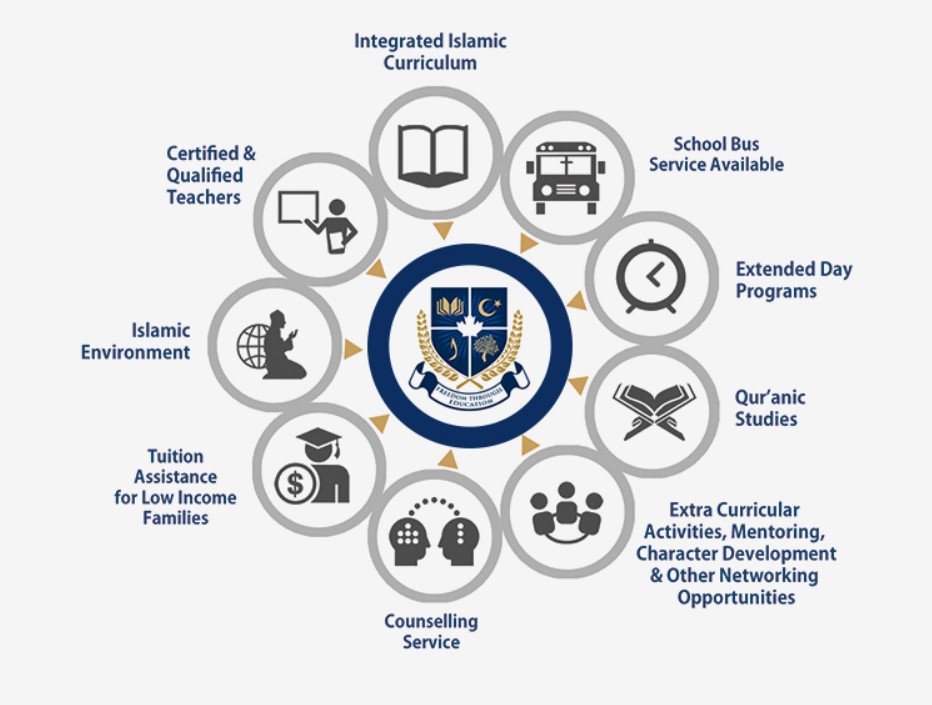 Integrated Islamic
Curriculum
School Bus
Service Available
Extended Day
Programs
Qur'anic
Studies
Extra Curricular
Activities, Mentoring,
Character Development
& Other Networking
Opportunities
Counselling
Service
Tuition
Assistance
for Low Income
Families
Islamic
Environment
Certified &
Qualified
Teachers
$
FREEDOM THROUGH
EDUCATION